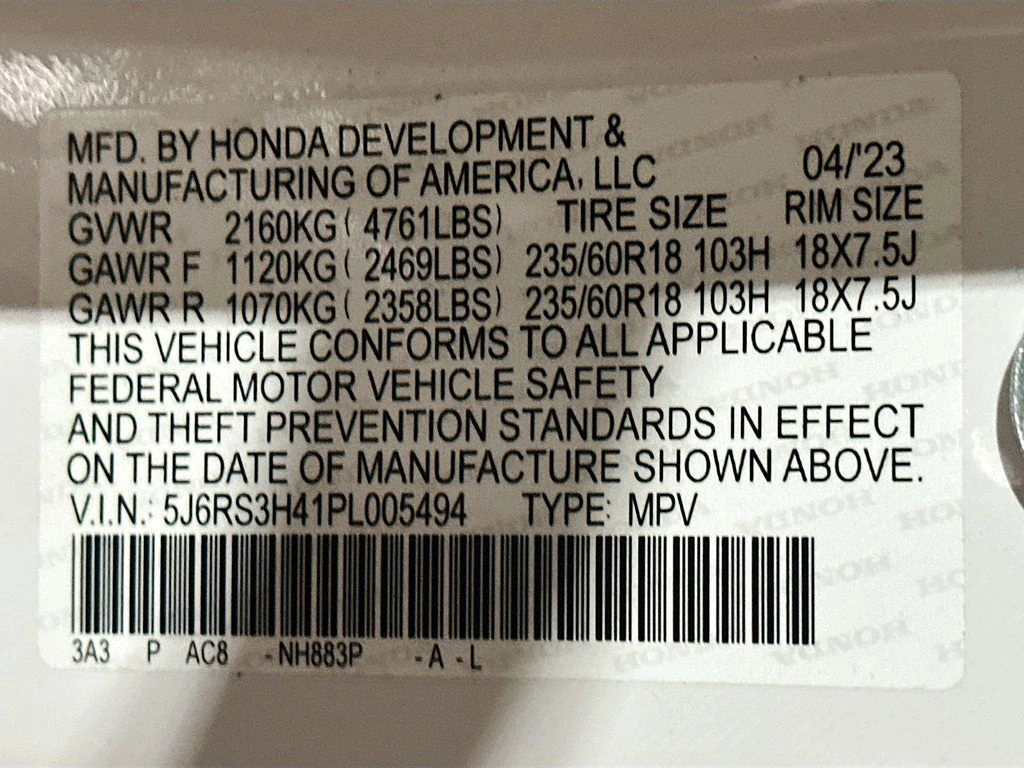 MFD. BY HONDA DEVELOPMENT &
MANUFACTURING OF AMERICA, LLC 04/'23
GVWR 2160KG ( 4761LBS) TIRE SIZE RIM SIZE
GAWR F 1120KG ( 2469LBS) 235/60R18 103H 18X7.5J
GAWR R 1070KG ( 2358LBS) 235/60R18 103H 18X7.5J
THIS VEHICLE CONFORMS TO ALL APPLICABLE
FEDERAL MOTOR VEHICLE SAFETY
AND THEFT PREVENTION STANDARDS IN EFFECT
ON THE DATE OF MANUFACTURE SHOWN ABOVE.
V.I.N.: 5J6RS3H41PL005494 TYPE: MPV
3A3 P AC8 -NH883P -A -L